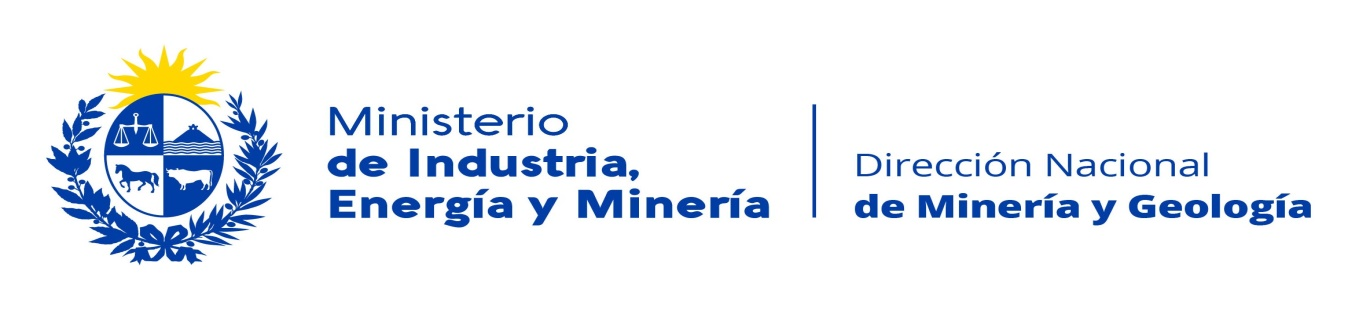 Ministerio
de Industria,
Energía y Minería
Dirección Nacional
de Minería y Geología